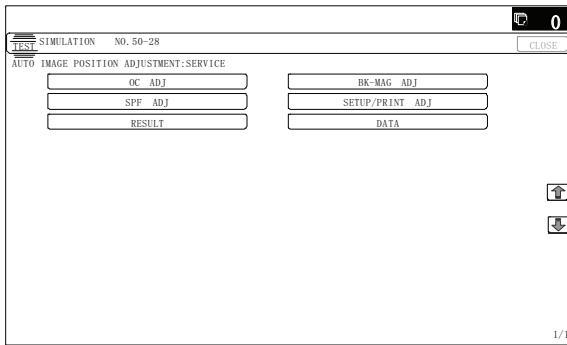 0
TEST SIMULATION NO.50-28
CLOSE
AUTO IMAGE POSITION ADJUSTMENT:SERVICE
OC ADJ BK-MAG ADJ
SPF ADJ SETUP/PRINT ADJ
RESULT DATA
1/1